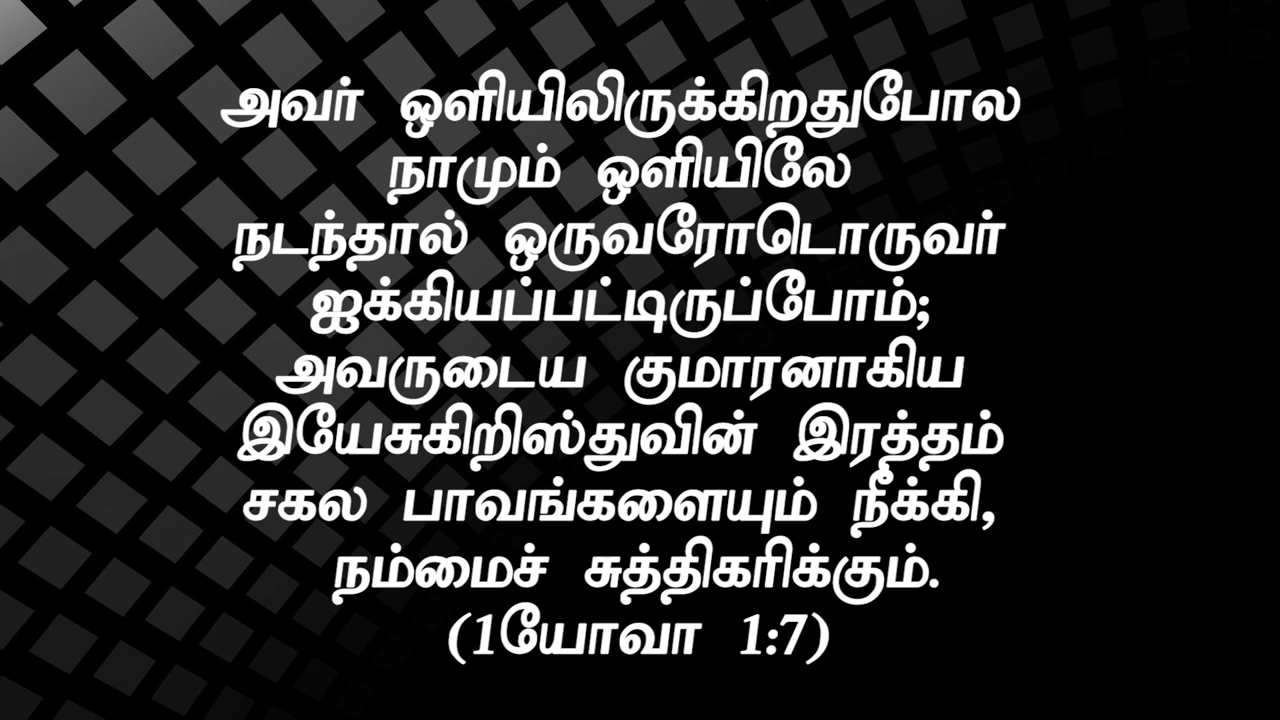 அவர் ஒளியிலிருக்கிறதுபோல
நாமும் ஒளியிலே
நடந்தால் ஒருவரோடொருவர்
ஐக்கியப்பட்டிருப்போம்;
அவருடைய குமாரனாகிய
இயேசுகிறிஸ்துவின் இரத்தம்
சகல பாவங்களையும் நீக்கி,
நம்மைச் சுத்திகரிக்கும்.
(1யோவா 1:7)